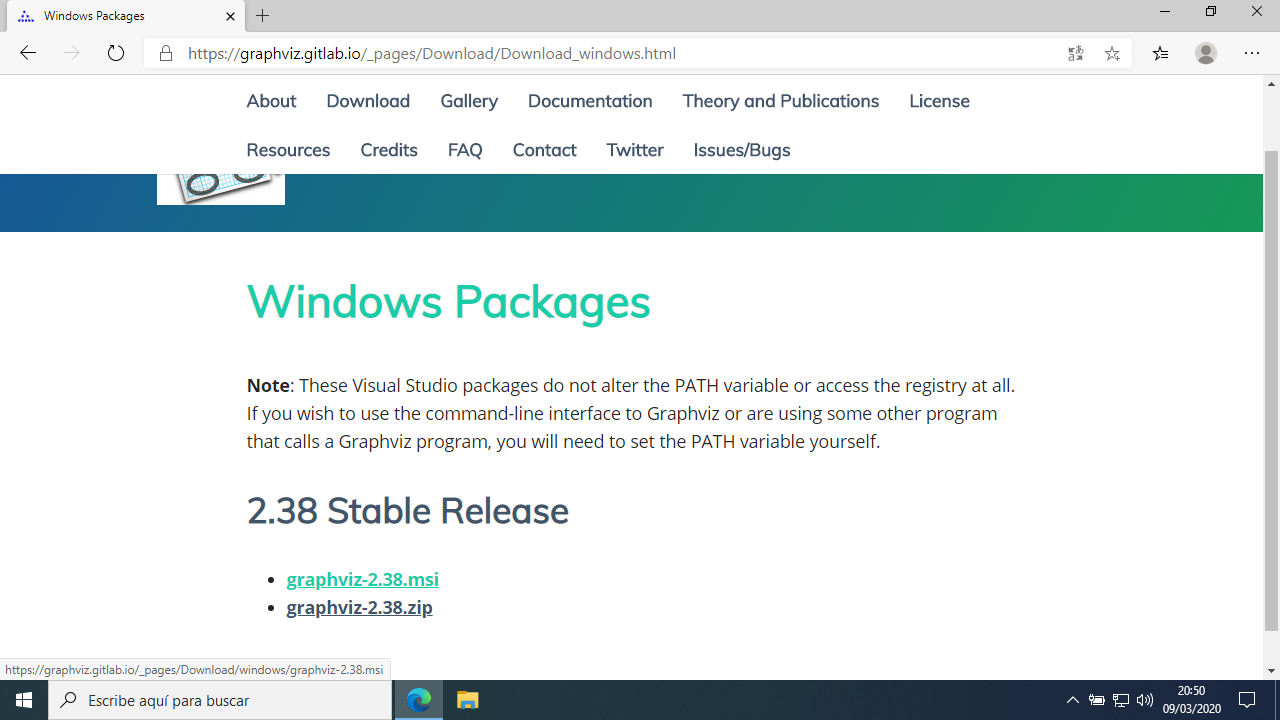 Windows Packages
https://graphviz.gitlab.io/_pages/Download/Download_windows.html
About Download Gallery Documentation Theory and Publications License
Resources Credits FAQ Contact Twitter Issues/Bugs
Windows Packages
Note: These Visual Studio packages do not alter the PATH variable or access the registry at all.
If you wish to use the command-line interface to Graphviz or are using some other program
that calls a Graphviz program, you will need to set the PATH variable yourself.
2.38 Stable Release
graphviz-2.38.msi
graphviz-2.38.zip
https://graphviz.gitlab.io/_pages/Download/windows/graphviz-2.38.msi
Escribe aquí para buscar
20:50
09/03/2020